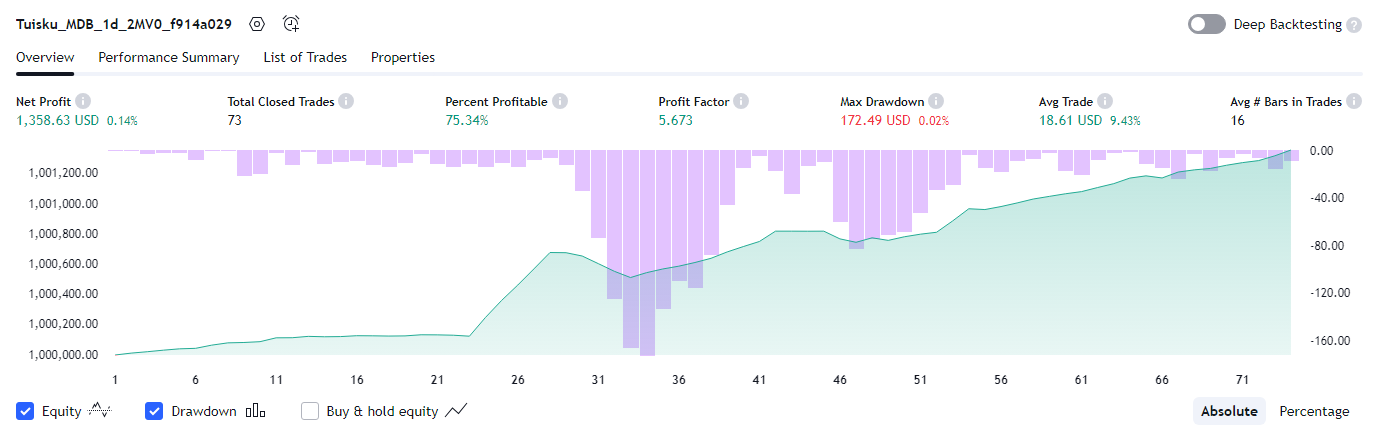 Tuisku_MDB_1d_2MV0_f914a029 Deep Backtesting ?
Overview Performance Summary List of Trades Properties
Net Profit i Total Closed Trades i Percent Profitable i Profit Factor i Max Drawdown i Avg Trade i Avg # Bars in Trades i
1,358.63 USD 0.14% 73 75.34% 5.673 172.49 USD 0.02% 18.61 USD 9.43% 16
0.00
1,001,200.00
-40.00
1,001,000.00
1,000,800.00
-80.00
1,000,600.00
1,000,400.00
-120.00
1,000,200.00
-160.00
1,000,000.00
1 6 11 16 21 26 31 36 41 46 51 56 61 66 71
Equity Drawdown Buy & hold equity Absolute Percentage